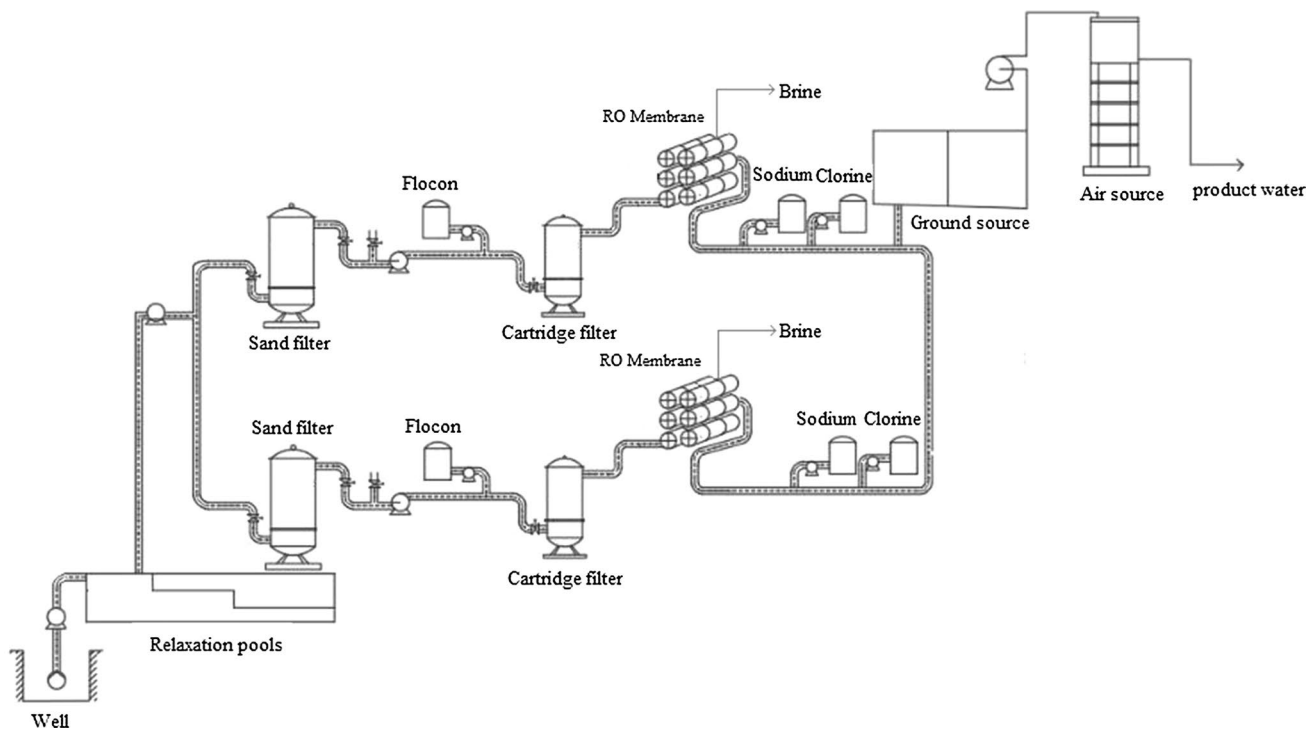 Brine
RO Membrane
Sodium Clorine
Flocon
Air source
product water
Ground source
Sand filter
Cartridge filter
Brine
RO Membrane
Sand filter
Flocon
Sodium Clorine
Cartridge filter
Relaxation pools
Well